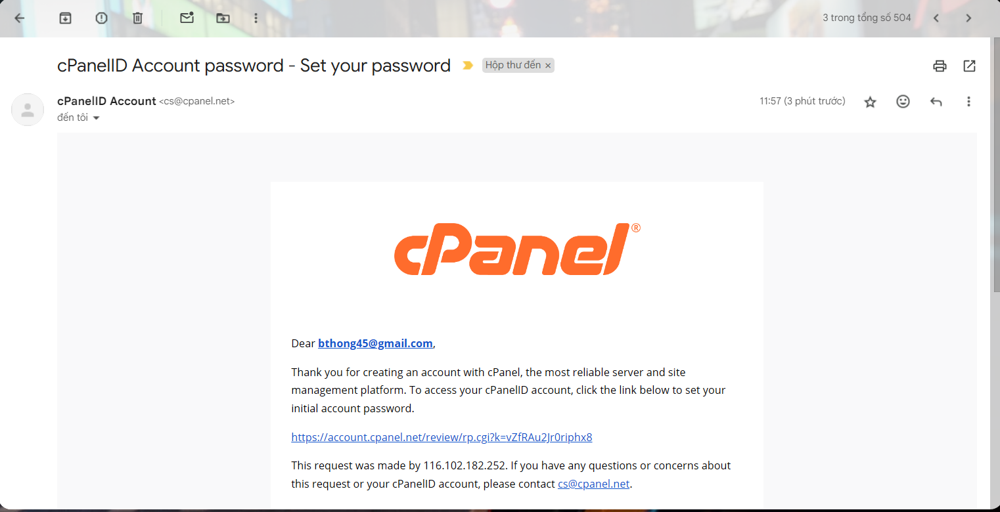 3 trong tổng số 504
cPanelID Account password - Set your password
Hộp thư đến ×
cPanelID Account <cs@cpanel.net>
11:57 (3 phút trước)
đến tôi
cPanel®
Dear bthong45@gmail.com,
Thank you for creating an account with cPanel, the most reliable server and site
management platform. To access your cPanelID account, click the link below to set your
initial account password.
https://account.cpanel.net/review/rp.cgi?k=vZfRAu2Jr0riphx8
This request was made by 116.102.182.252. If you have any questions or concerns about
this request or your cPanelID account, please contact cs@cpanel.net.